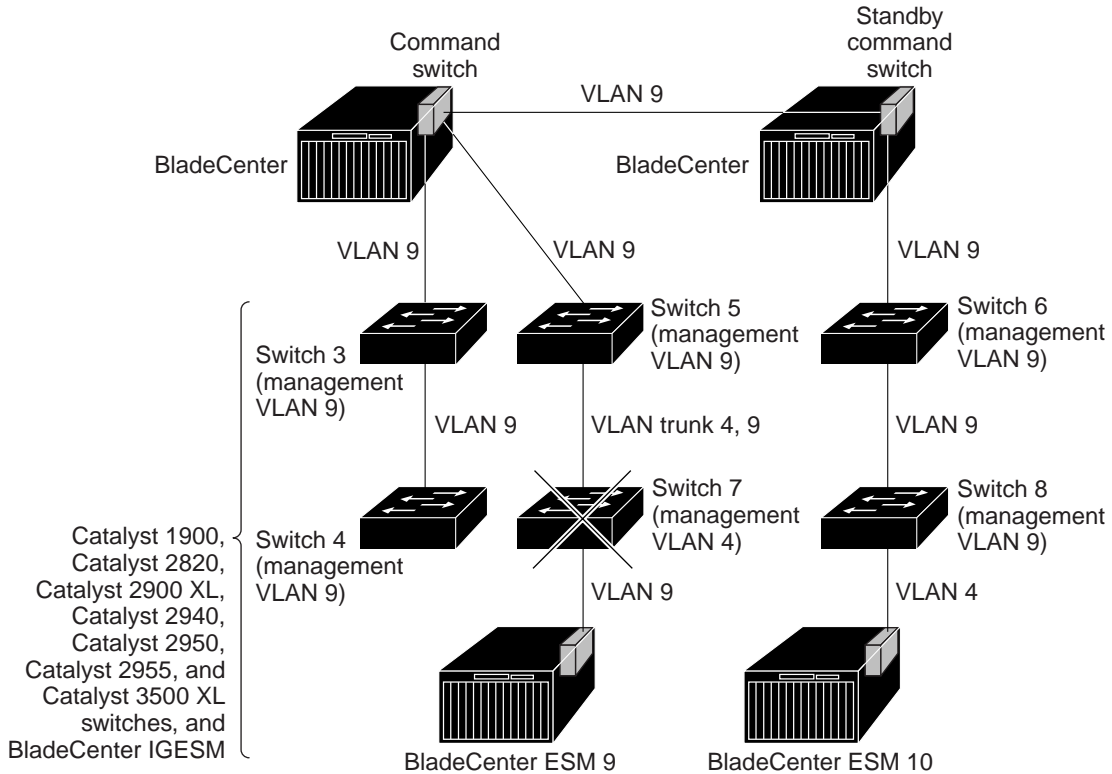 Command
switch
Standby
command
switch
VLAN 9
BladeCenter
BladeCenter
VLAN 9
VLAN 9
VLAN 9
Switch 3
(management
VLAN 9)
Switch 5
(management
VLAN 9)
Switch 6
(management
VLAN 9)
VLAN 9
VLAN trunk 4, 9
VLAN 9
Switch 4
(management
VLAN 9)
Switch 7
(management
VLAN 4)
Switch 8
(management
VLAN 9)
Catalyst 1900,
Catalyst 2820,
Catalyst 2900 XL,
Catalyst 2940,
Catalyst 2950,
Catalyst 2955, and
Catalyst 3500 XL
switches, and
BladeCenter IGESM
VLAN 9
VLAN 4
BladeCenter ESM 9
BladeCenter ESM 10